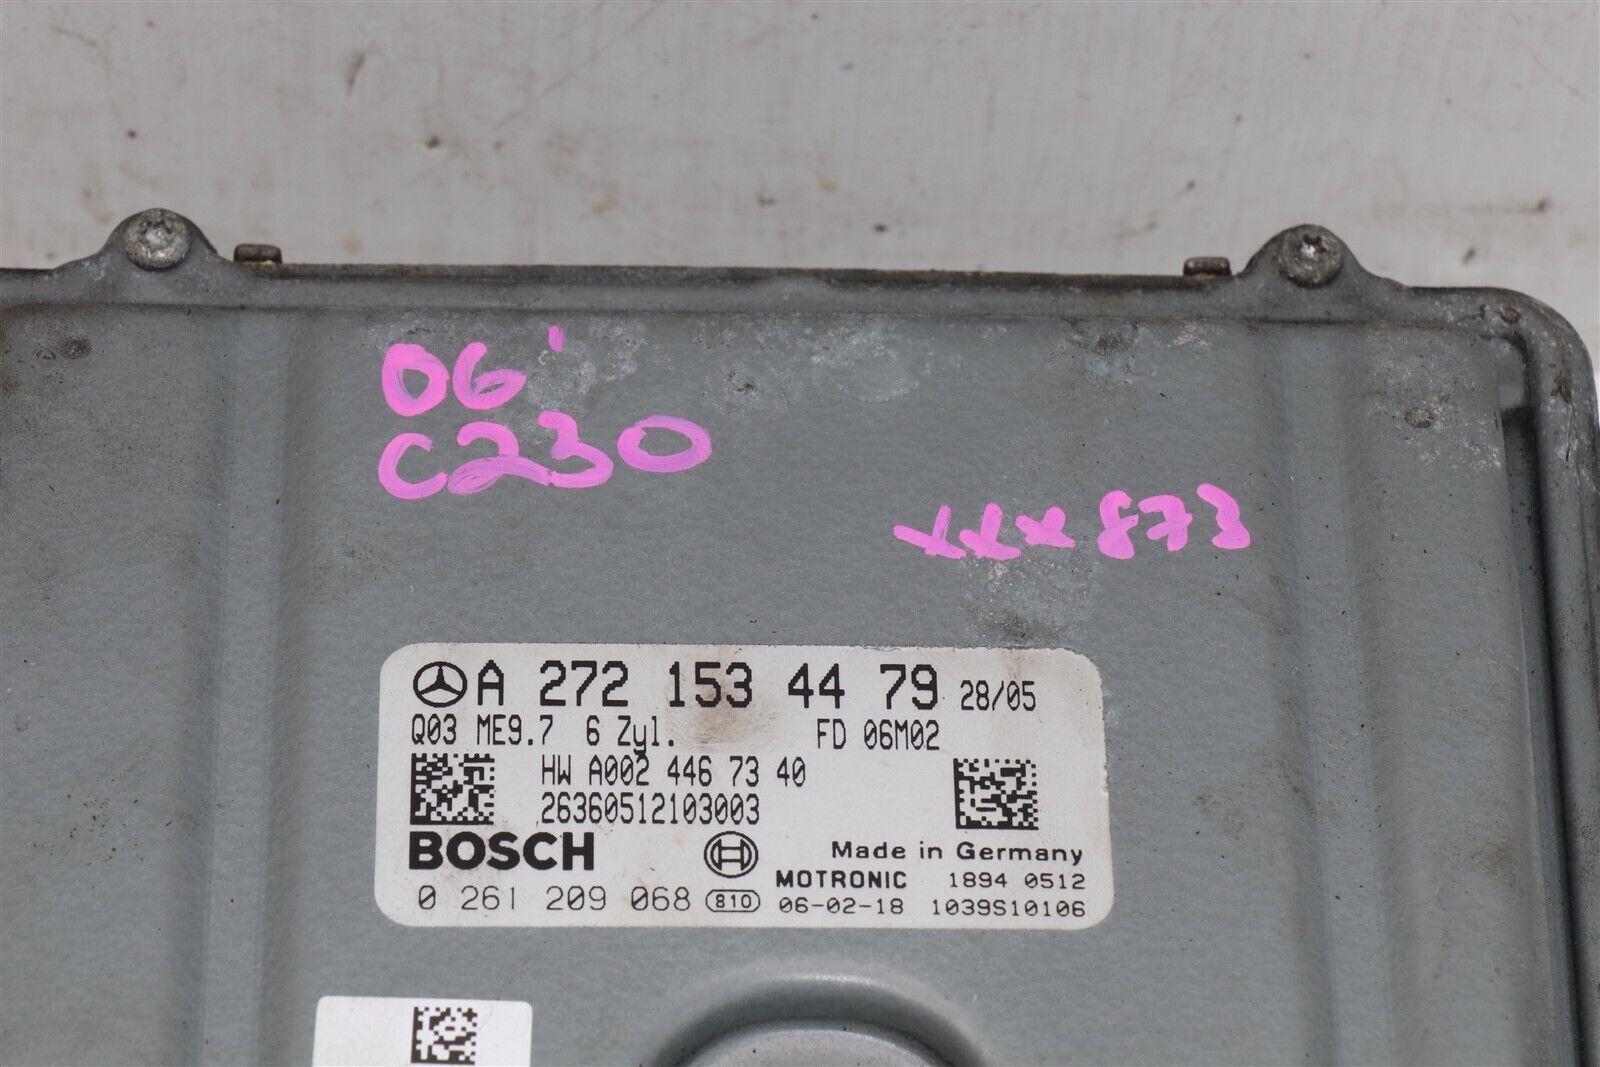 06'
C230
xxx873
A 272 153 44 79 28/05
Q03 ME9.7 6 Zyl. FD 06M02
HW A002 446 73 40
26360512103003
BOSCH
Made in Germany
MOTRONIC 1894 0512
0 261 209 068 810 06-02-18 1039S10106